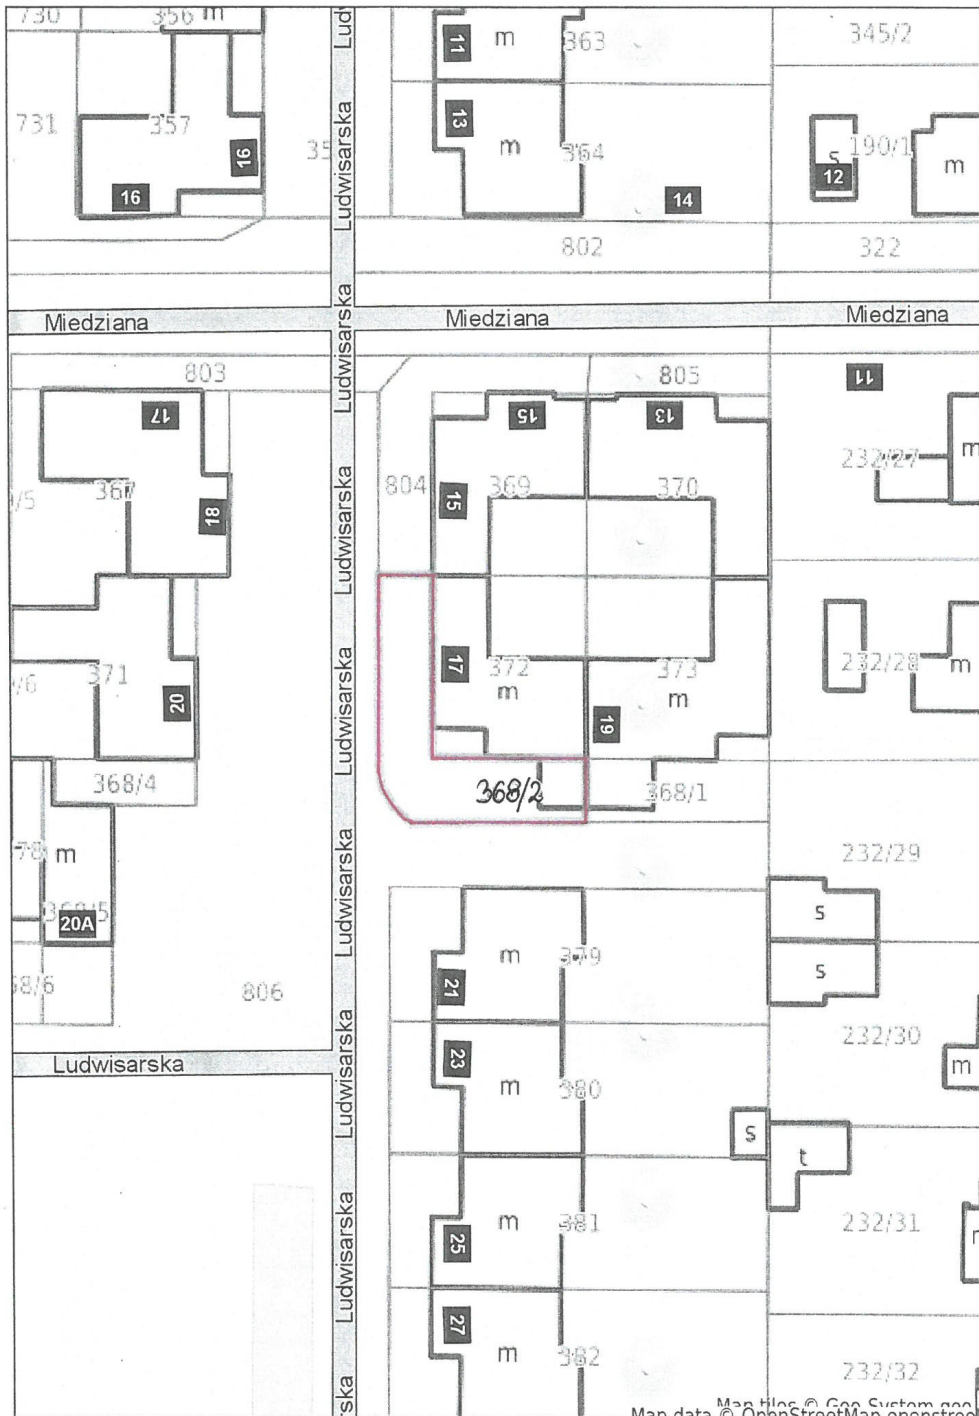 730
356
m
731
357
16
16
Ludwisarska
11
m
363
13
m
364
14
345/2
s
190/1
12
m
802
322
Miedziana
Miedziana
Miedziana
Ludwisarska
803
17
367
18
/5
371
20
/6
368/4
m
20A
806
Ludwisarska
Ludwisarska
Ludwisarska
Ludwisarska
Ludwisarska
Ludwisarska
Ludwisarska
805
804
15
13
15
369
370
17
372
373
m
m
19
368/2
368/1
11
232/27
m
232/28
m
232/29
s
s
232/30
m
s
t
232/31
232/32
m
379
21
23
m
380
m
381
25
27
m
382
Map tiles © Geo-System
Map data © OpenStreetMap